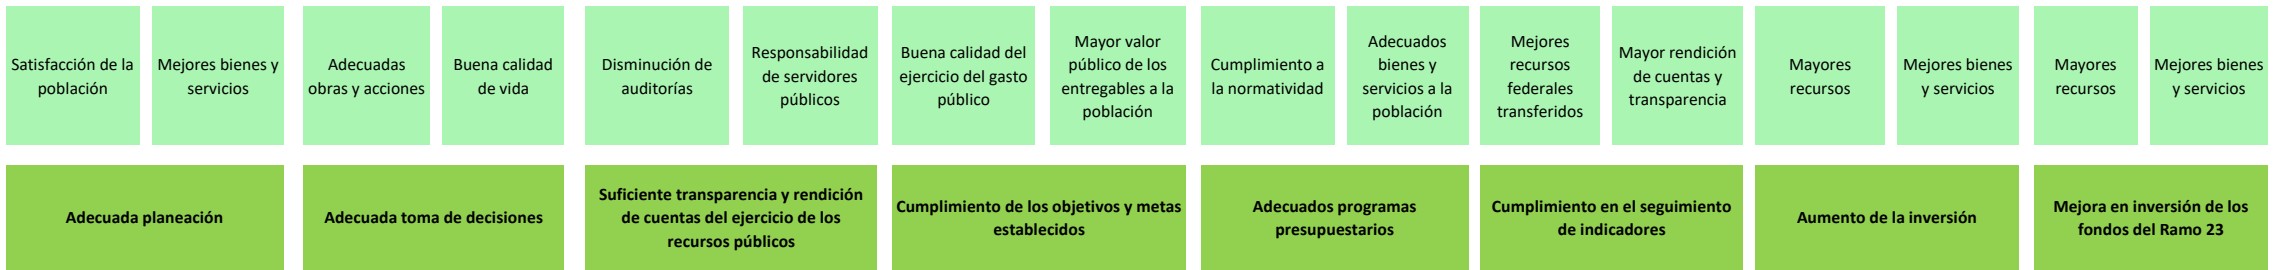 Satisfacción de la
población
Mejores bienes y
servicios
Adecuadas
obras y acciones
Buena calidad
de vida
Disminución de
auditorías
Responsabilidad
de servidores
públicos
Buena calidad del
ejercicio del gasto
público
Mayor valor
público de los
entregables a la
población
Cumplimiento a
la normatividad
Adecuados
bienes y
servicios a la
población
Mejores
recursos
federales
transferidos
Mayor rendición
de cuentas y
transparencia
Mayores
recursos
Mejores bienes
y servicios
Mayores
recursos
Mejores bienes
y servicios
Adecuada planeación
Adecuada toma de decisiones
Suficiente transparencia y rendición
de cuentas del ejercicio de los
recursos públicos
Cumplimiento de los objetivos y metas
establecidos
Adecuados programas
presupuestarios
Cumplimiento en el seguimiento
de indicadores
Aumento de la inversión
Mejora en inversión de los
fondos del Ramo 23